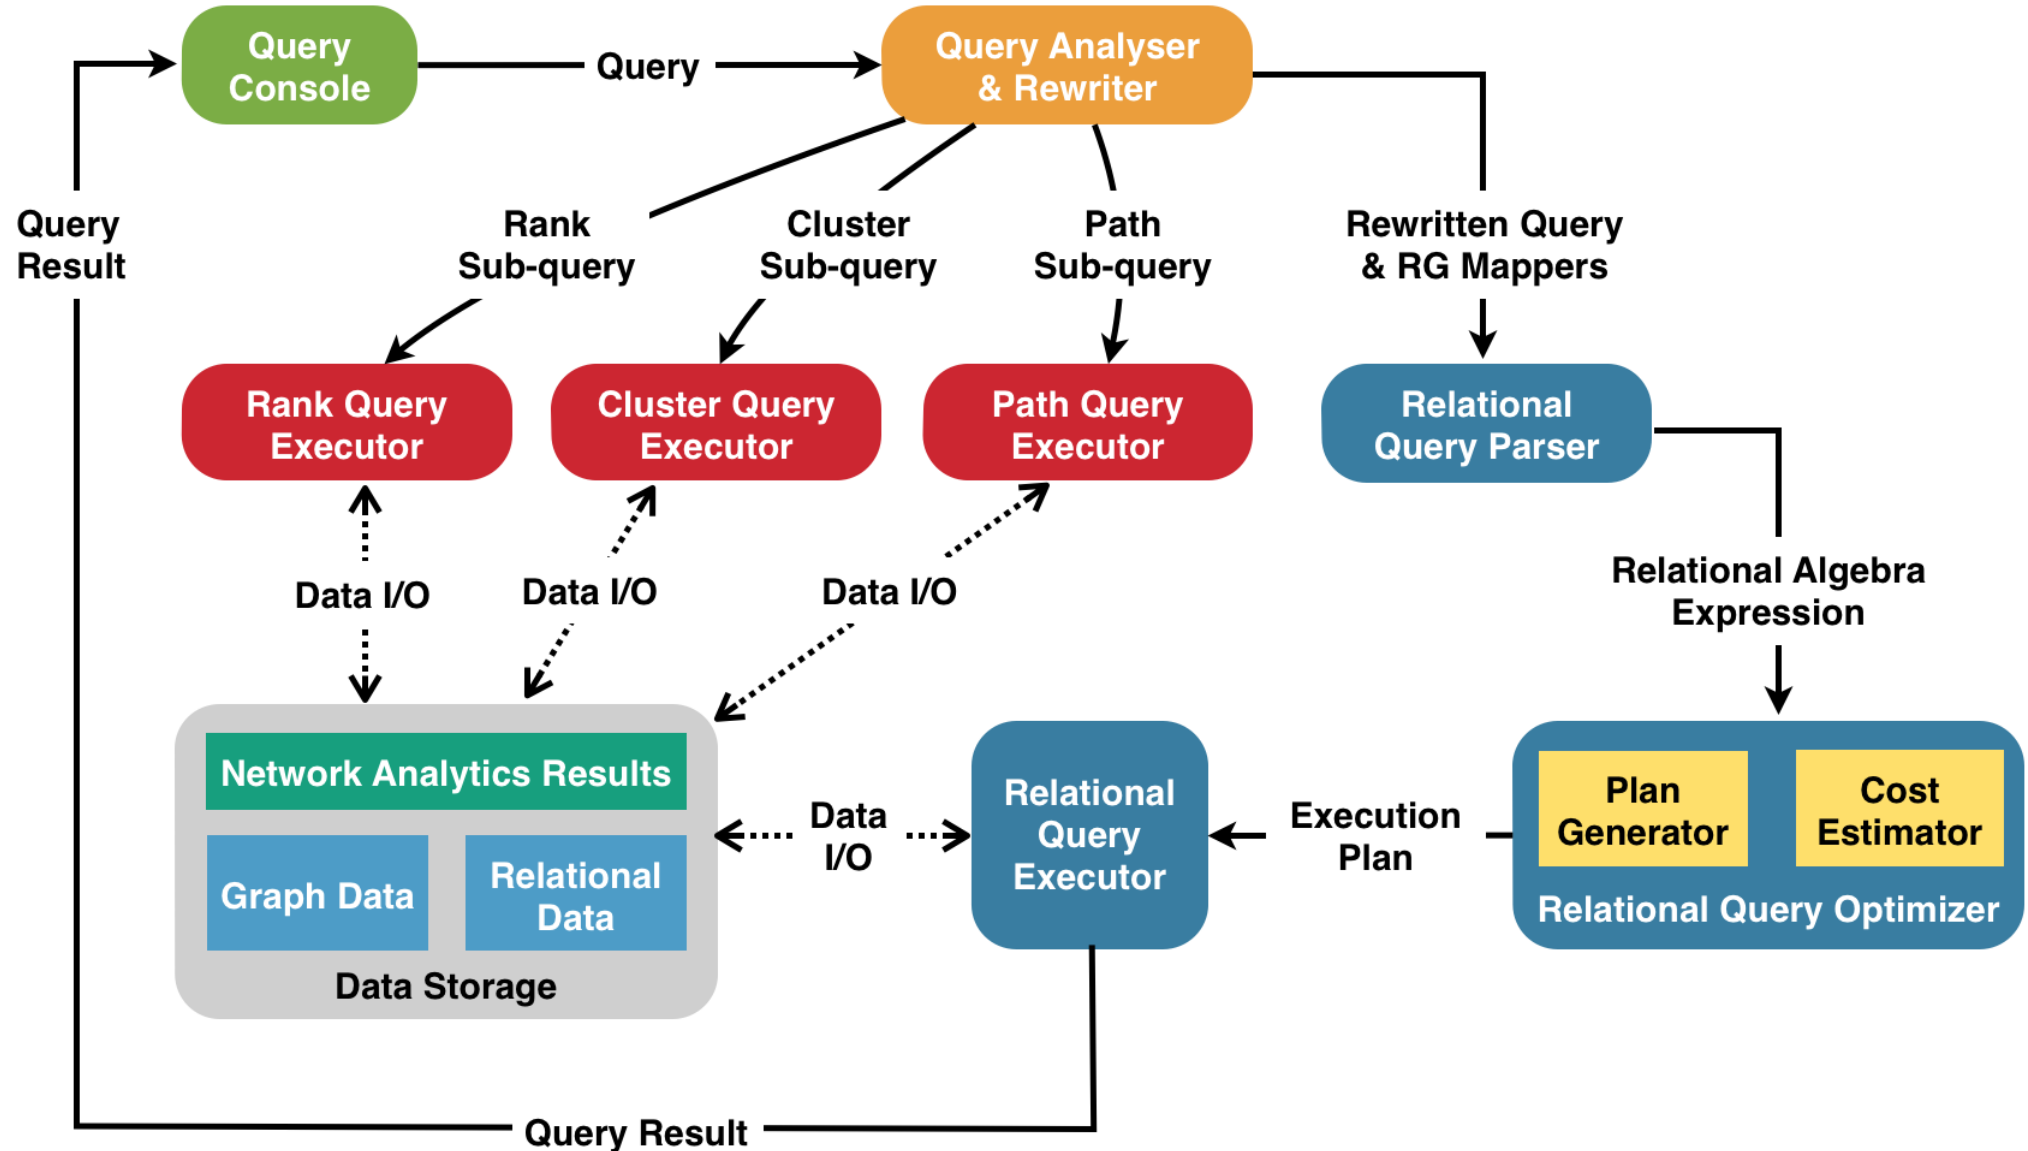 Query
Console
Query
Query Analyser
& Rewriter
Query
Result
Rank
Sub-query
Cluster
Sub-query
Path
Sub-query
Rewritten Query
& RG Mappers
Rank Query
Executor
Cluster Query
Executor
Path Query
Executor
Relational
Query Parser
Data I/O
Data I/O
Data I/O
Relational Algebra
Expression
Network Analytics Results
Graph Data
Relational
Data
Data Storage
Data
I/O
Relational
Query
Executor
Execution
Plan
Plan
Generator
Cost
Estimator
Relational Query Optimizer
Query Result